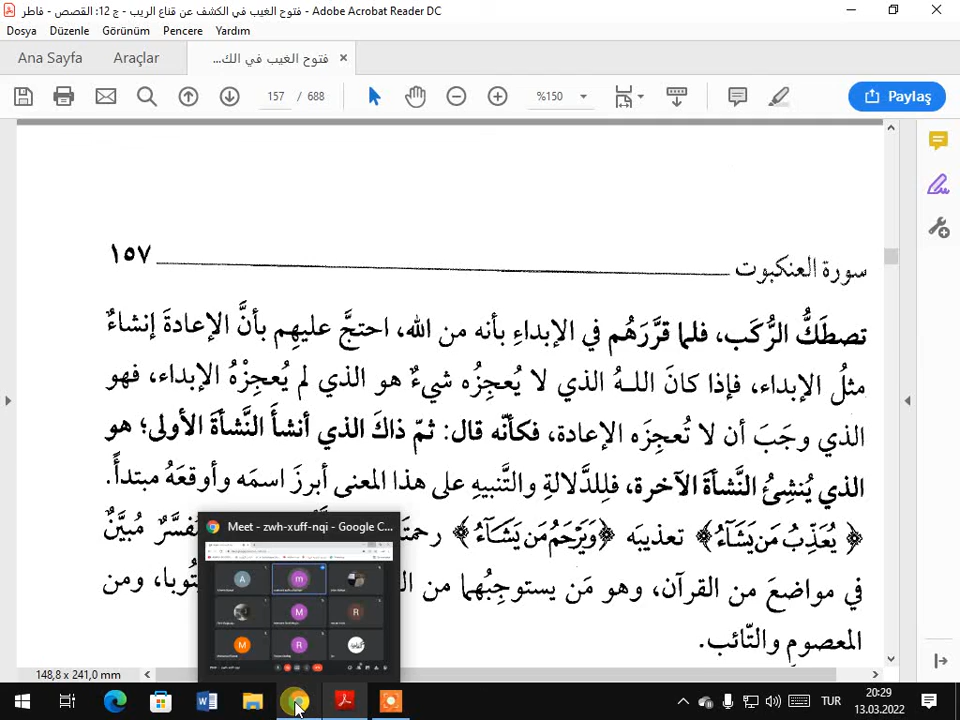 فتوح الغيب في الكشف عن قناع الريب - ج 12: القصص - فاطر - Adobe Acrobat Reader DC
Dosya Düzenle Görünüm Pencere Yardım
Ana Sayfa Araçlar فتوح الغيب في الك...
157 / 688 %150 Paylaş
سورة العنكبوت ١٥٧
تصطَكُّ الرُّكَب، فلما قرَّرَهُم في الإبداءِ بأنه من الله، احتجَّ عليهِم بأنَّ الإعادةَ إنشاءٌ
مثلُ الإبداء، فإذا كانَ اللـهُ الذي لا يُعجِزُه شيءٌ هو الذي لم يُعجِزْهُ الإبداء، فهو
الذي وجَبَ أن لا تُعجِزَه الإعادة، فكأنّه قال: ثمّ ذاكَ الذي أنشأَ النَّشأةَ الأولى؛ هو
الذي يُنشِئُ النَّشأةَ الآخرة، فلِلدَّلالةِ والتَّنبيهِ على هذا المعنى أبرزَ اسمَه وأوقعَهُ مبتدأً.
﴿يُعَذِّبُ مَن يَشَآءُ﴾ تعذيبَه ﴿وَيَرْحَمُ مَن يَشَآءُ﴾ مُبيَّنٌ
في مواضعَ من القرآن، وهو مَن يستوجِبُهما من ومن
المعصوم والتّائب.
Meet - zwh-xuff-nqi - Google C...
148,8 x 241,0 mm
TUR 20:29
13.03.2022